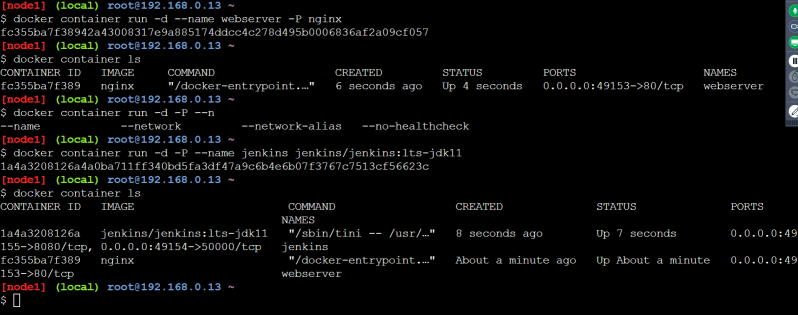 [node1] (local) root@192.168.0.13 ~
$ docker container run -d --name webserver -P nginx
fc355ba7f38942a43008317e9a885174ddcc4c278d495b0006836af2a09cf057
[node1] (local) root@192.168.0.13 ~
$ docker container ls
CONTAINER ID   IMAGE     COMMAND                  CREATED         STATUS         PORTS                   NAMES
fc355ba7f389   nginx     "/docker-entrypoint.…"   6 seconds ago   Up 4 seconds   0.0.0.0:49153->80/tcp   webserver
[node1] (local) root@192.168.0.13 ~
$ docker container run -d -P --n
--name             --network          --network-alias    --no-healthcheck
[node1] (local) root@192.168.0.13 ~
$ docker container run -d -P --name jenkins jenkins/jenkins:lts-jdk11
1a4a3208126a4a0ba711ff340bd5fa3df47a9c6b4e6b07f3767c7513cf56623c
[node1] (local) root@192.168.0.13 ~
$ docker container ls
CONTAINER ID   IMAGE                       COMMAND                  CREATED              STATUS              PORTS
NAMES
1a4a3208126a   jenkins/jenkins:lts-jdk11   "/sbin/tini -- /usr/…"   8 seconds ago        Up 7 seconds        0.0.0.0:49
155->8080/tcp, 0.0.0.0:49154->50000/tcp   jenkins
fc355ba7f389   nginx                       "/docker-entrypoint.…"   About a minute ago   Up About a minute   0.0.0.0:49
153->80/tcp                               webserver
[node1] (local) root@192.168.0.13 ~
$